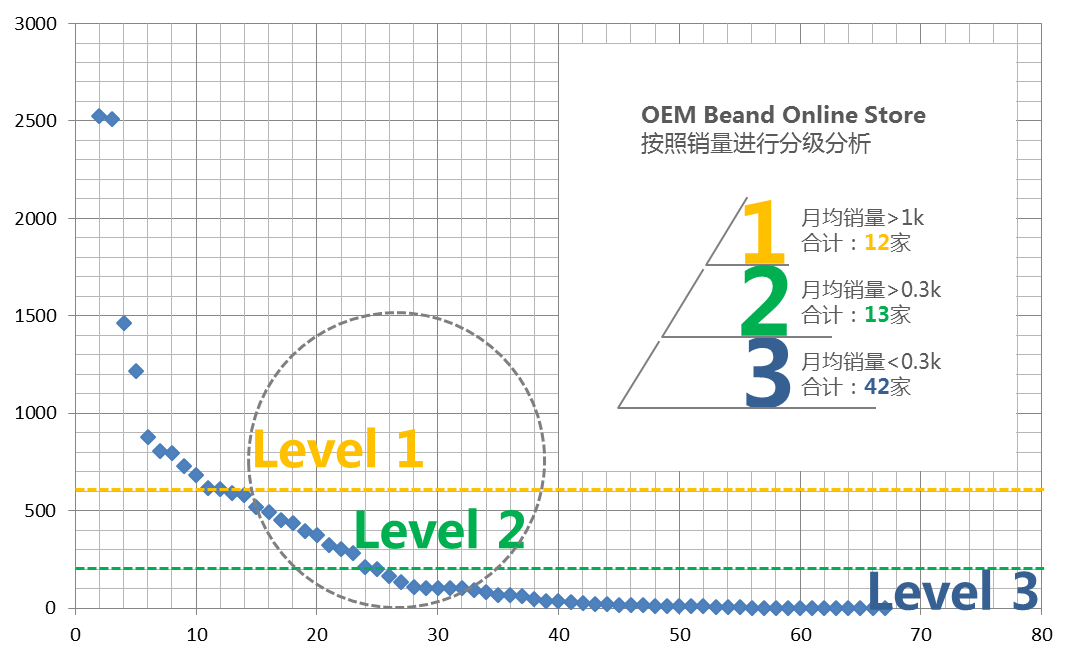 3000
2500
2000
1500
1000
500
0
0 10 20 30 40 50 60 70 80
OEM Beand Online Store
按照销量进行分级分析
1
月均销量>1k
合计：12家
2
月均销量>0.3k
合计：13家
3
月均销量<0.3k
合计：42家
Level 1
Level 2
Level 3